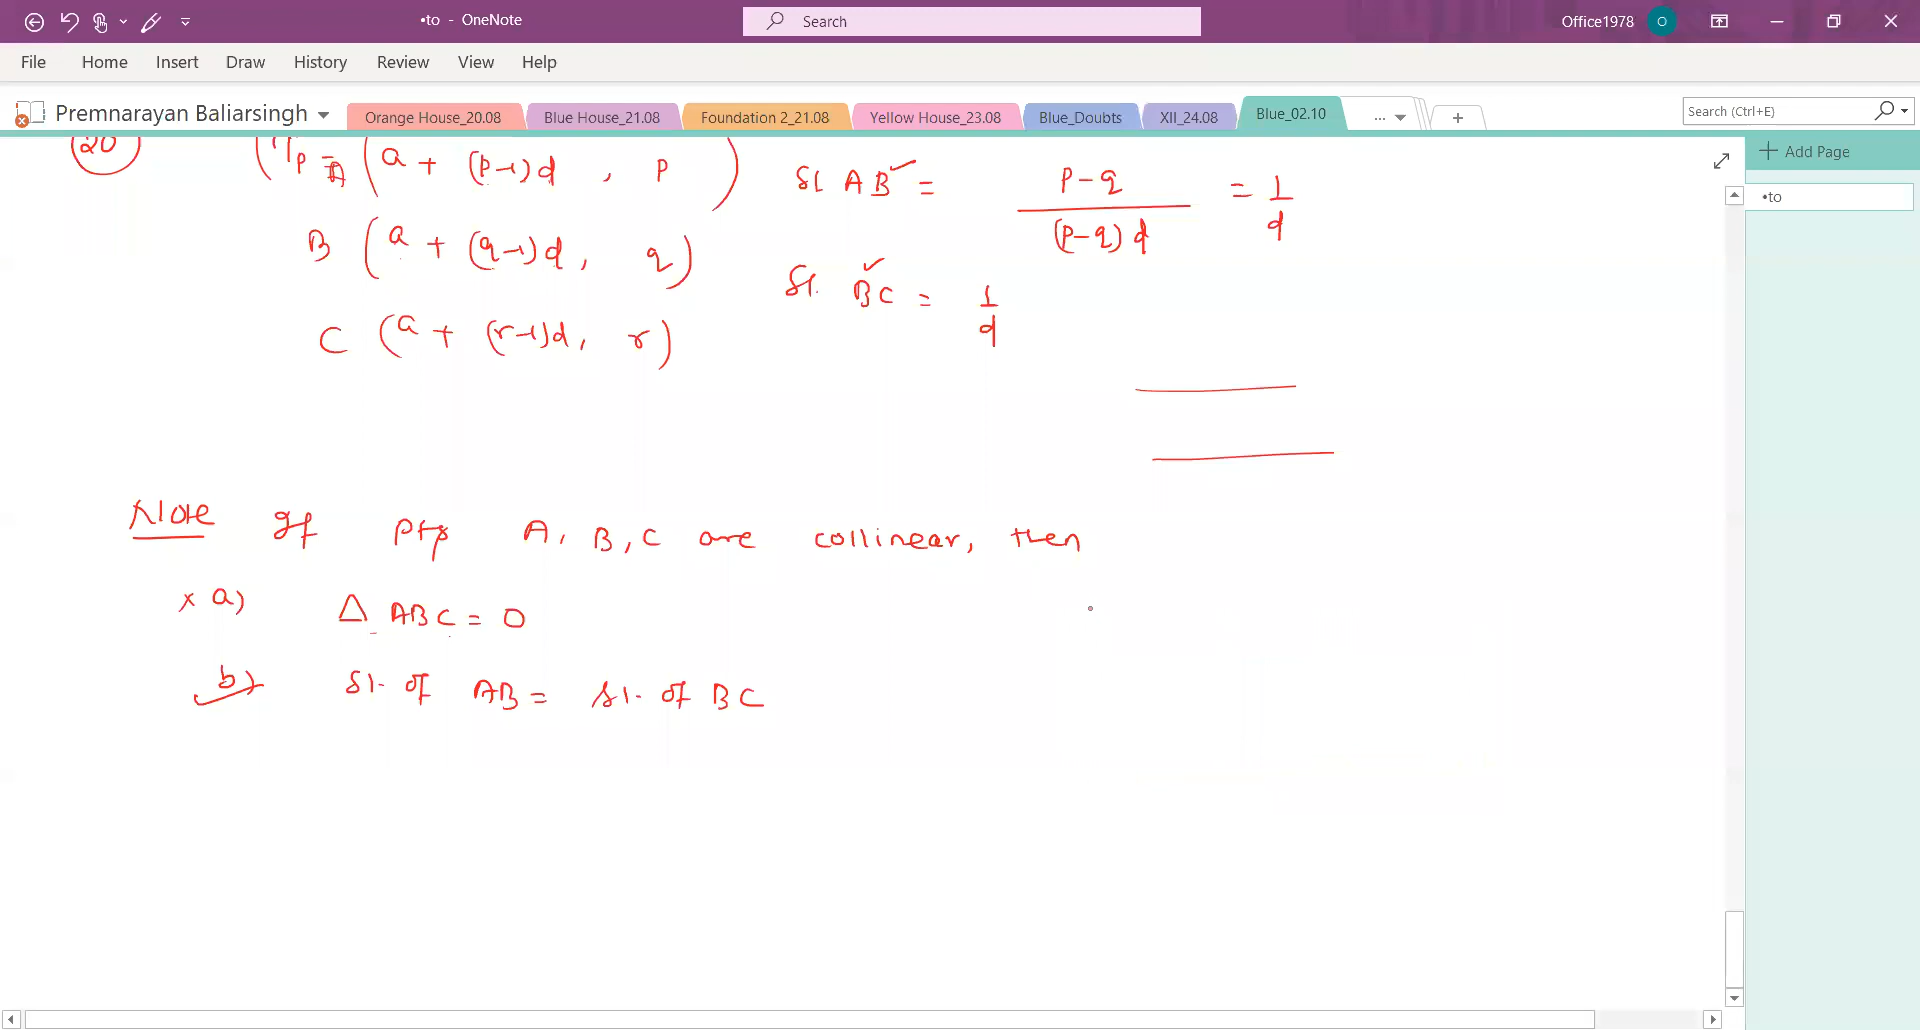 •to - OneNote
Search
Office1978
O
File Home Insert Draw History Review View Help
Premnarayan Baliarsingh
Orange House_20.08
Blue House_21.08
Foundation 2_21.08
Yellow House_23.08
Blue_Doubts
XII_24.08
Blue_02.10
...
+
Search (Ctrl+E)
Add Page
•to
20
A (a + (p-1)d , p)
Sl AB = p-q / (p-q)d = 1/d
B (a + (q-1)d, q)
Sl. BC = 1/d
C (a + (r-1)d, r)
Note If pts A, B, C are collinear, then
x a) Δ ABC = 0
b) Sl. of AB = Sl. of BC